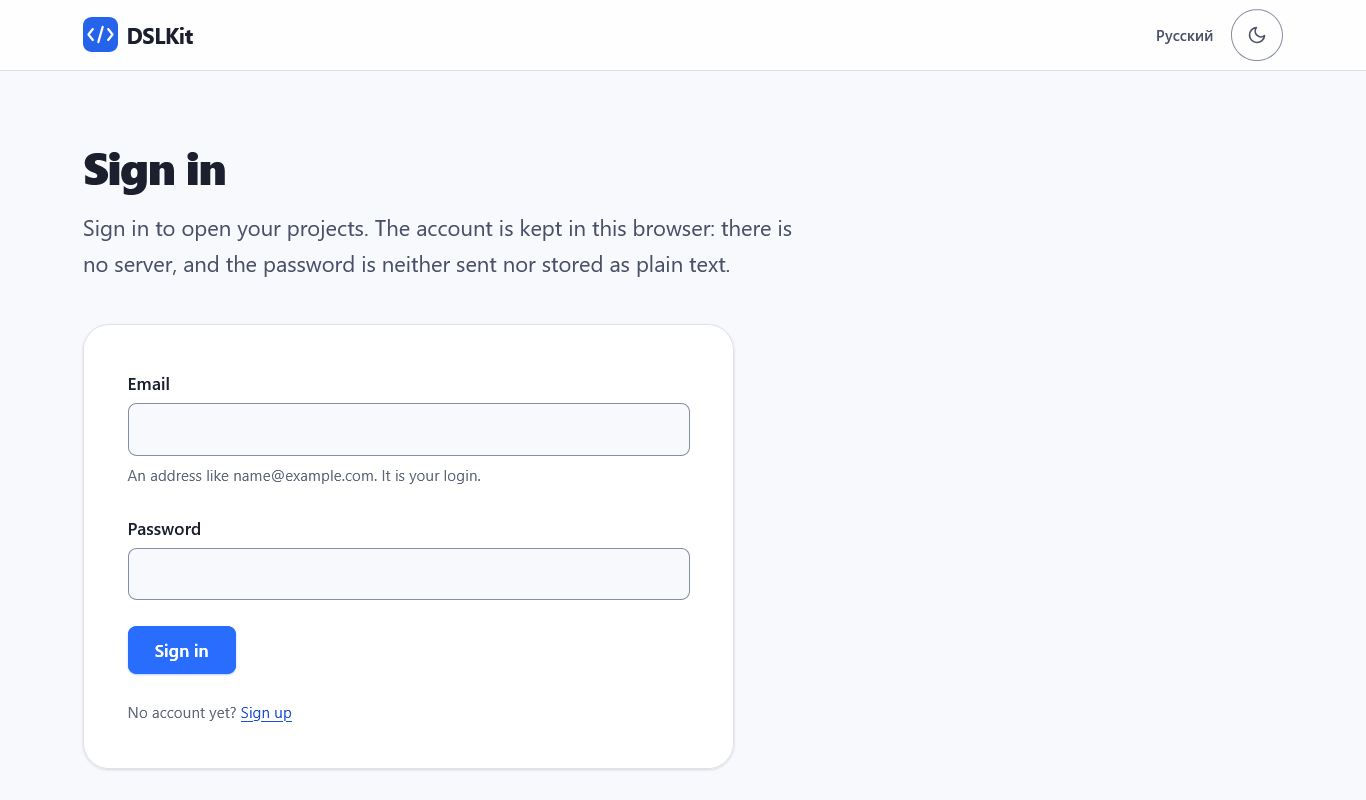 </> DSLKit
Русский
Sign in
Sign in to open your projects. The account is kept in this browser: there is
no server, and the password is neither sent nor stored as plain text.
Email
An address like name@example.com. It is your login.
Password
Sign in
No account yet? Sign up